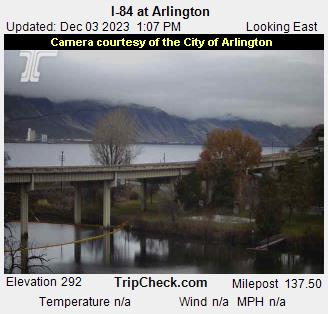 I-84 at Arlington
Updated: Dec 03 2023 1:07 PM Looking East
Camera courtesy of the City of Arlington
Elevation 292 TripCheck.com Milepost 137.50
Temperature n/a Wind n/a MPH n/a